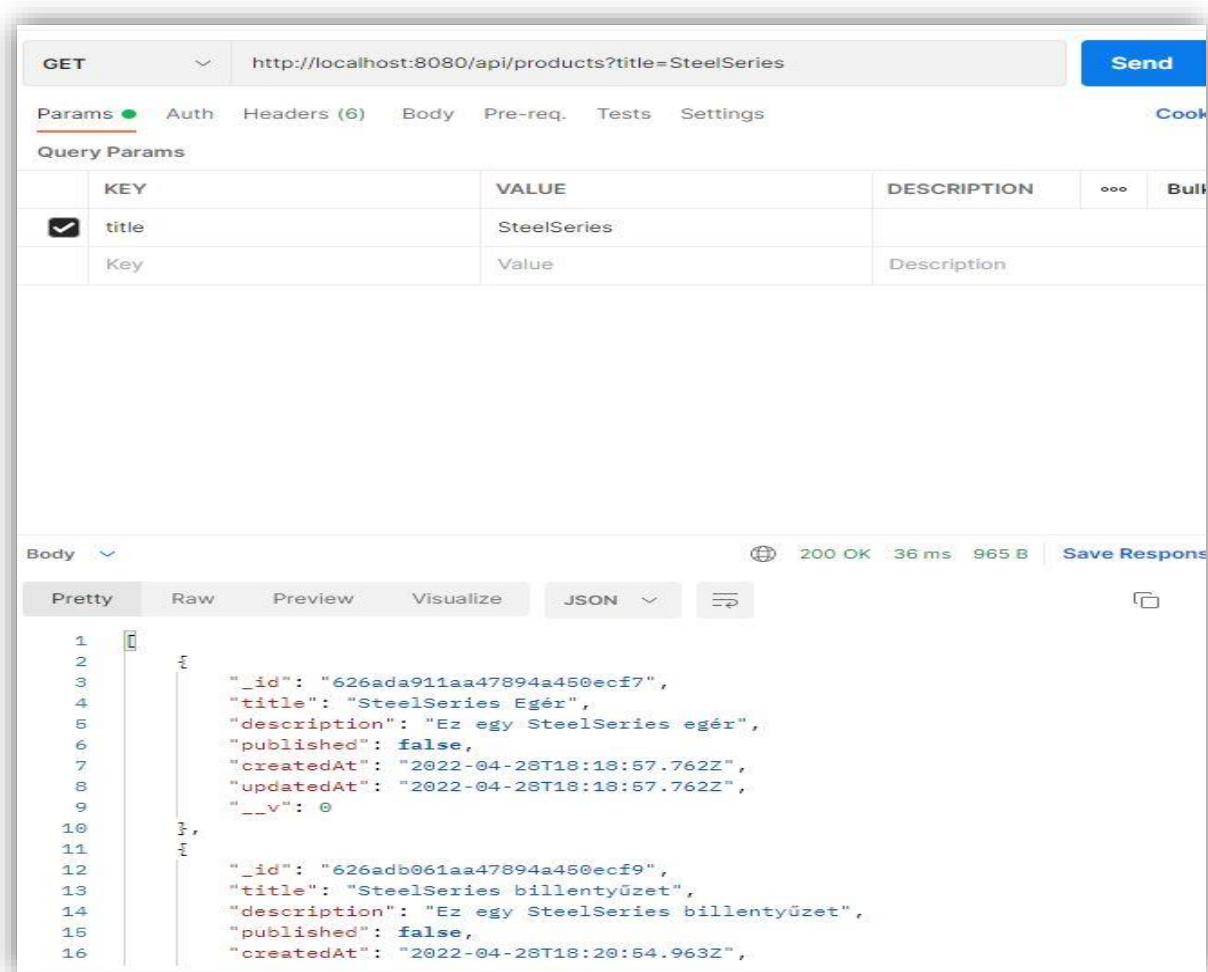 GET http://localhost:8080/api/products?title=SteelSeries Send
Params Auth Headers (6) Body Pre-req. Tests Settings Cook
Query Params
KEY VALUE DESCRIPTION ooo Bulk
title SteelSeries
Key Value Description
Body 200 OK 36 ms 965 B Save Respons
Pretty Raw Preview Visualize JSON
1 [
2 {
3 "_id": "626ada911aa47894a450ecf7",
4 "title": "SteelSeries Egér",
5 "description": "Ez egy SteelSeries egér",
6 "published": false,
7 "createdAt": "2022-04-28T18:18:57.762Z",
8 "updatedAt": "2022-04-28T18:18:57.762Z",
9 "__v": 0
10 },
11 {
12 "_id": "626adb061aa47894a450ecf9",
13 "title": "SteelSeries billentyűzet",
14 "description": "Ez egy SteelSeries billentyűzet",
15 "published": false,
16 "createdAt": "2022-04-28T18:20:54.963Z",